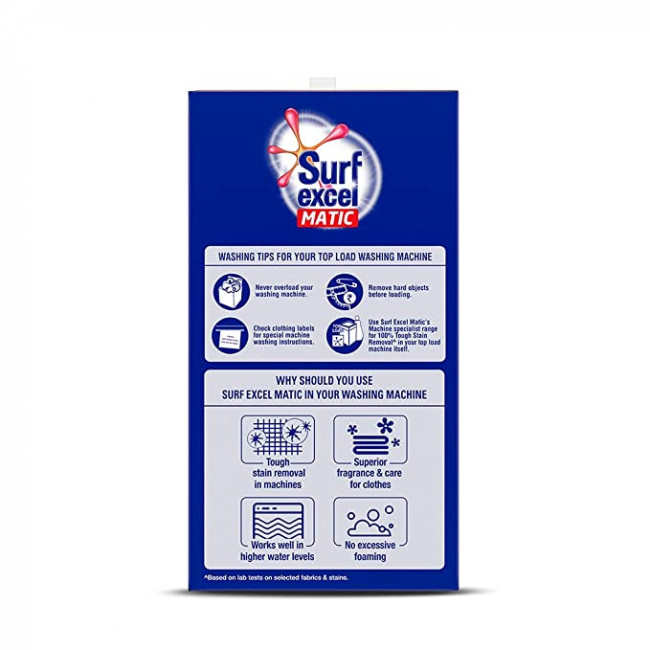 Surf
excel
MATIC
WASHING TIPS FOR YOUR TOP LOAD WASHING MACHINE
Never overload your
washing machine.
Remove hard objects
before loading.
Check clothing labels
for special machine
washing instructions.
Use Surf Excel Matic's
Machine specialist range
for 100% Tough Stain
Removal^ in your top load
machine itself.
WHY SHOULD YOU USE
SURF EXCEL MATIC IN YOUR WASHING MACHINE
Tough
stain removal
in machines
Superior
fragrance & care
for clothes
Works well in
higher water levels
No excessive
foaming
^Based on lab tests on selected fabrics & stains.